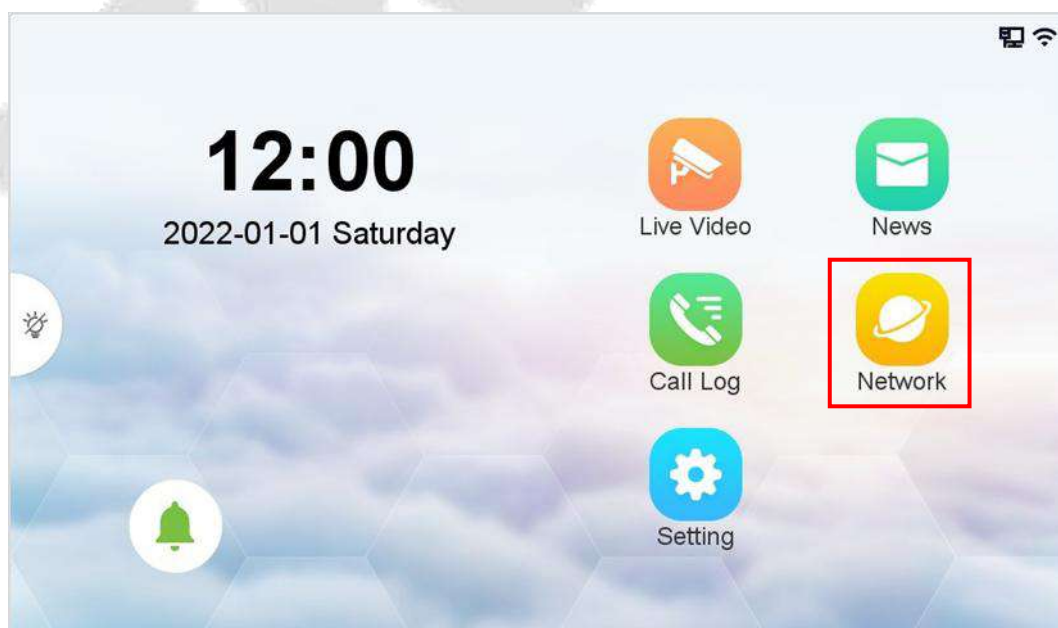 12:00
2022-01-01 Saturday
Live Video
News
Call Log
Network
Setting